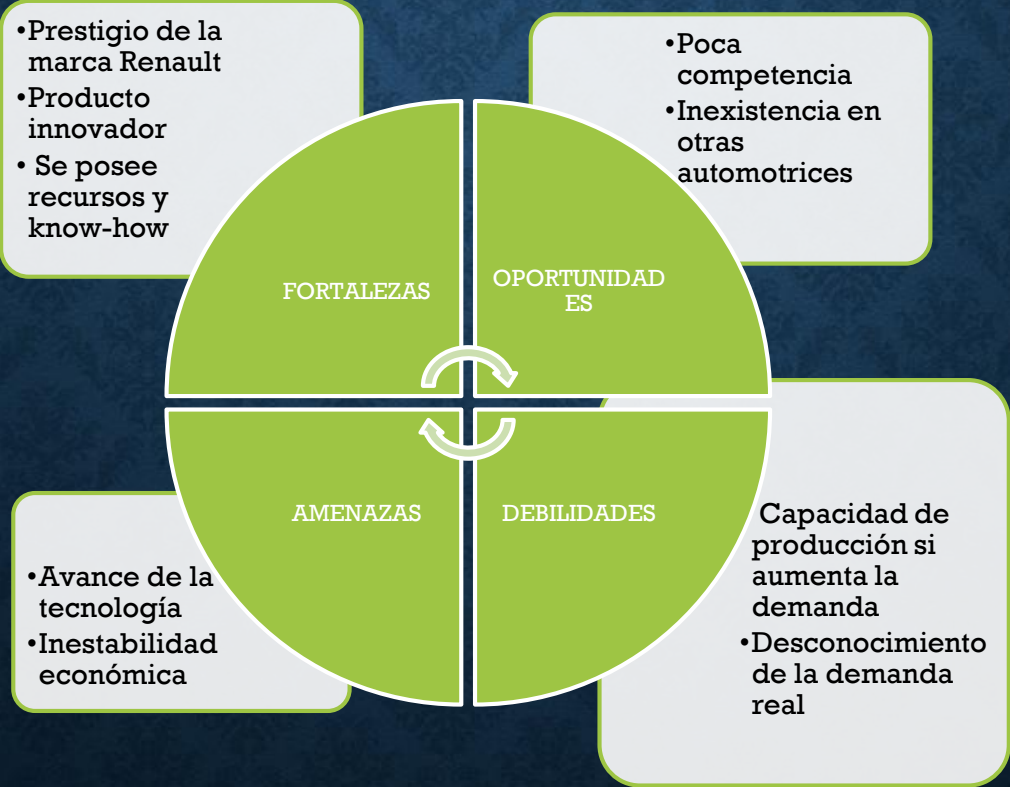 •Prestigio de la
marca Renault
•Producto
innovador
• Se posee
recursos y
know-how
•Poca
competencia
•Inexistencia en
otras
automotrices
FORTALEZAS
OPORTUNIDAD
ES
AMENAZAS
DEBILIDADES
•Avance de la
tecnología
•Inestabilidad
económica
Capacidad de
producción si
aumenta la
demanda
•Desconocimiento
de la demanda
real